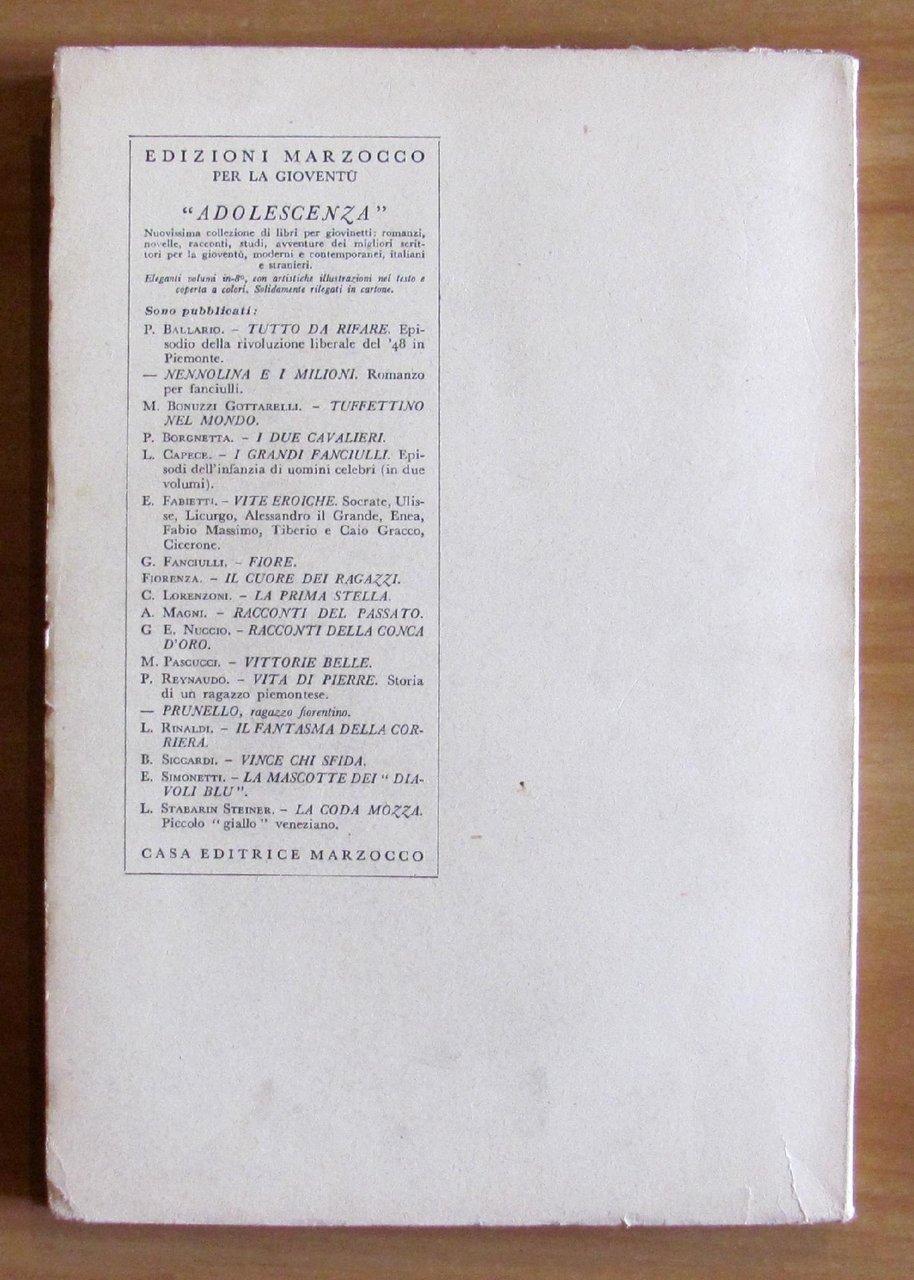 EDIZIONI MARZOCCO
PER LA GIOVENTÙ
“ADOLESCENZA”
Nuovissima collezione di libri per giovinetti: romanzi,
novelle, racconti, studi, avventure dei migliori scrit-
tori per la gioventù, moderni e contemporanei, italiani
e stranieri.
Eleganti volumi in-8º, con artistiche illustrazioni nel testo e
coperta a colori. Solidamente rilegati in cartone.
Sono pubblicati:
P. BALLARIO. – TUTTO DA RIFARE. Epi-
sodio della rivoluzione liberale del '48 in
Piemonte.
— NENNOLINA E I MILIONI. Romanzo
per fanciulli.
M. BONUZZI GOTTARELLI. – TUFFETTINO
NEL MONDO.
P. BORGNETTA. – I DUE CAVALIERI.
L. CAPECE. – I GRANDI FANCIULLI. Epi-
sodi dell'infanzia di uomini celebri (in due
volumi).
E. FABIETTI. – VITE EROICHE. Socrate, Ulis-
se, Licurgo, Alessandro il Grande, Enea,
Fabio Massimo, Tiberio e Caio Gracco,
Cicerone.
G. FANCIULLI. – FIORE.
FIORENZA. – IL CUORE DEI RAGAZZI.
C. LORENZONI. – LA PRIMA STELLA.
A. MAGNI. – RACCONTI DEL PASSATO.
G E. NUCCIO. – RACCONTI DELLA CONCA
D'ORO.
M. PASCUCCI. – VITTORIE BELLE.
P. REYNAUDO. – VITA DI PIERRE. Storia
di un ragazzo piemontese.
— PRUNELLO, ragazzo fiorentino.
L. RINALDI. – IL FANTASMA DELLA COR-
RIERA.
B. SICCARDI. – VINCE CHI SFIDA.
E. SIMONETTI. – LA MASCOTTE DEI “ DIA-
VOLI BLU”.
L. STABARIN STEINER. – LA CODA MOZZA.
Piccolo “ giallo ” veneziano.
CASA EDITRICE MARZOCCO